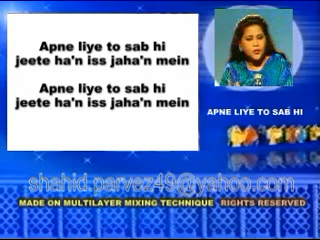 Apne liye to sab hi
jeete ha'n iss jaha'n mein
Apne liye to sab hi
jeete ha'n iss jaha'n mein
APNE LIYE TO SAB HI
shahid.parvez49@yahoo.com
MADE ON MULTILAYER MIXING TECHNIQUE RIGHTS RESERVED